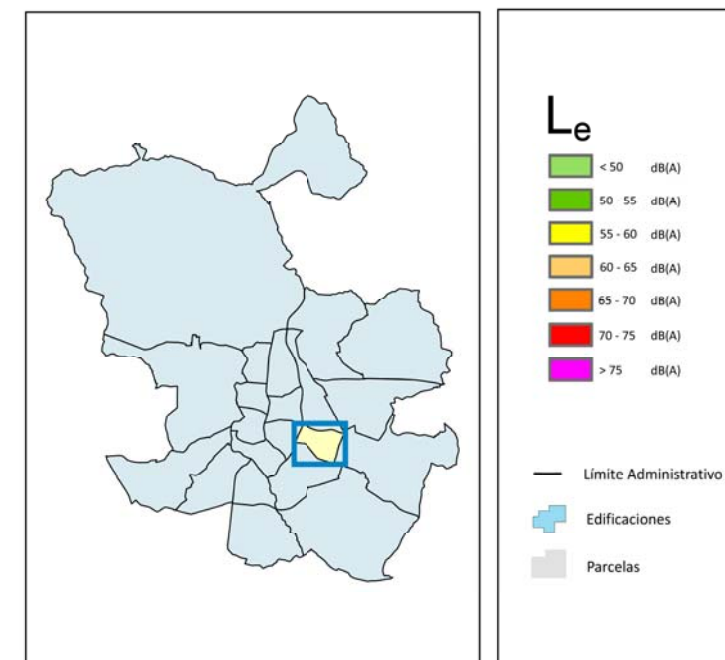 Le
< 50 dB(A)
50 55 dB(A)
55 - 60 dB(A)
60 - 65 dB(A)
65 - 70 dB(A)
70 - 75 dB(A)
> 75 dB(A)
Límite Administrativo
Edificaciones
Parcelas